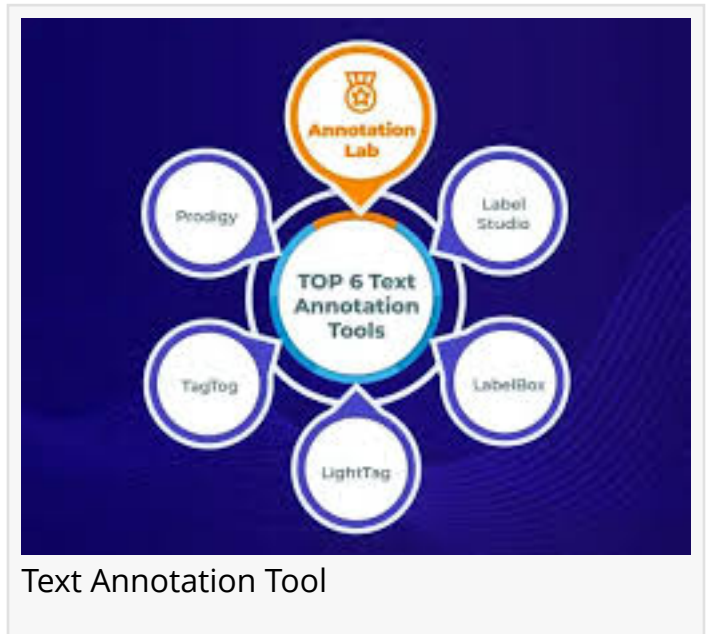 Annotation
Lab
Prodigy
Label
Studio
TOP 6 Text
Annotation
Tools
TagTog
LabelBox
LightTag
Text Annotation Tool